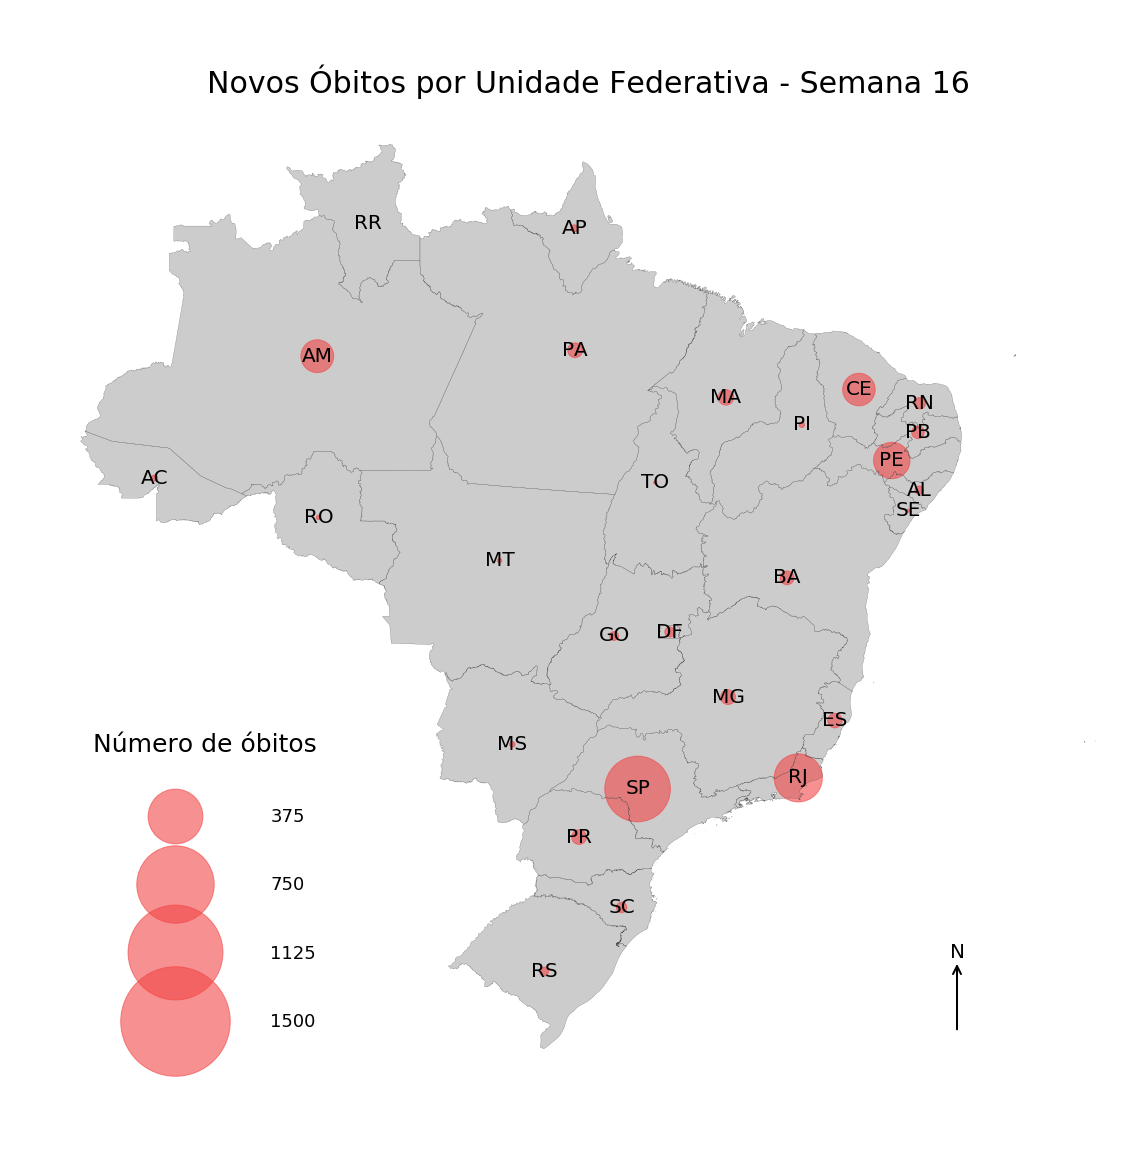 Novos Óbitos por Unidade Federativa - Semana 16
RR
AP
PA
AM
CE
MA
RN
PI
PB
PE
AC
TO
AL
SE
RO
MT
BA
GO
DF
MG
ES
MS
RJ
SP
PR
SC
RS
Número de óbitos
375
750
1125
1500
N